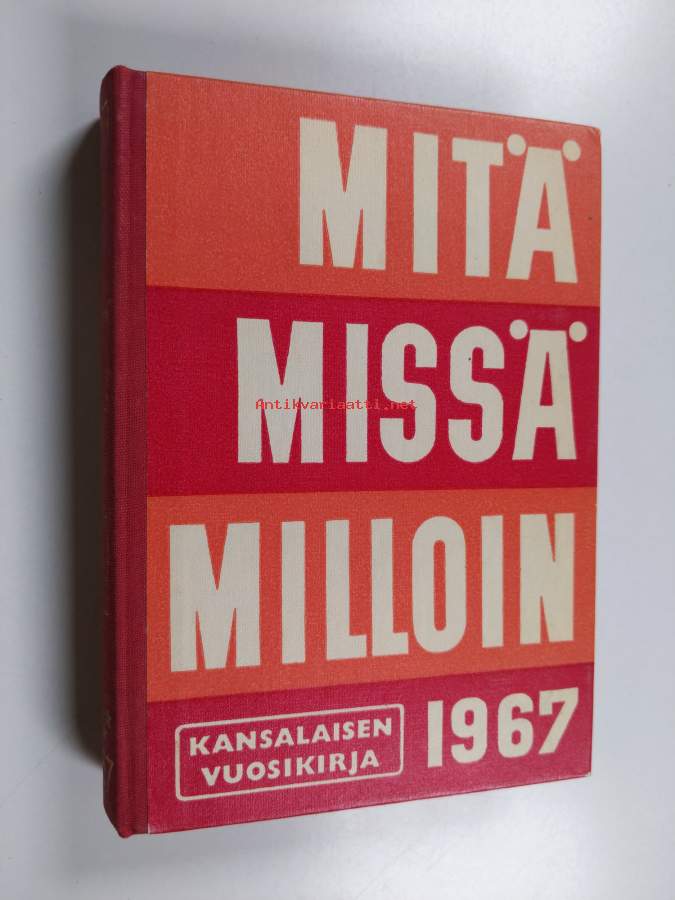 MITÄ
MISSÄ
Antikvariaatti.net
MILLOIN
KANSALAISEN
VUOSIKIRJA
1967